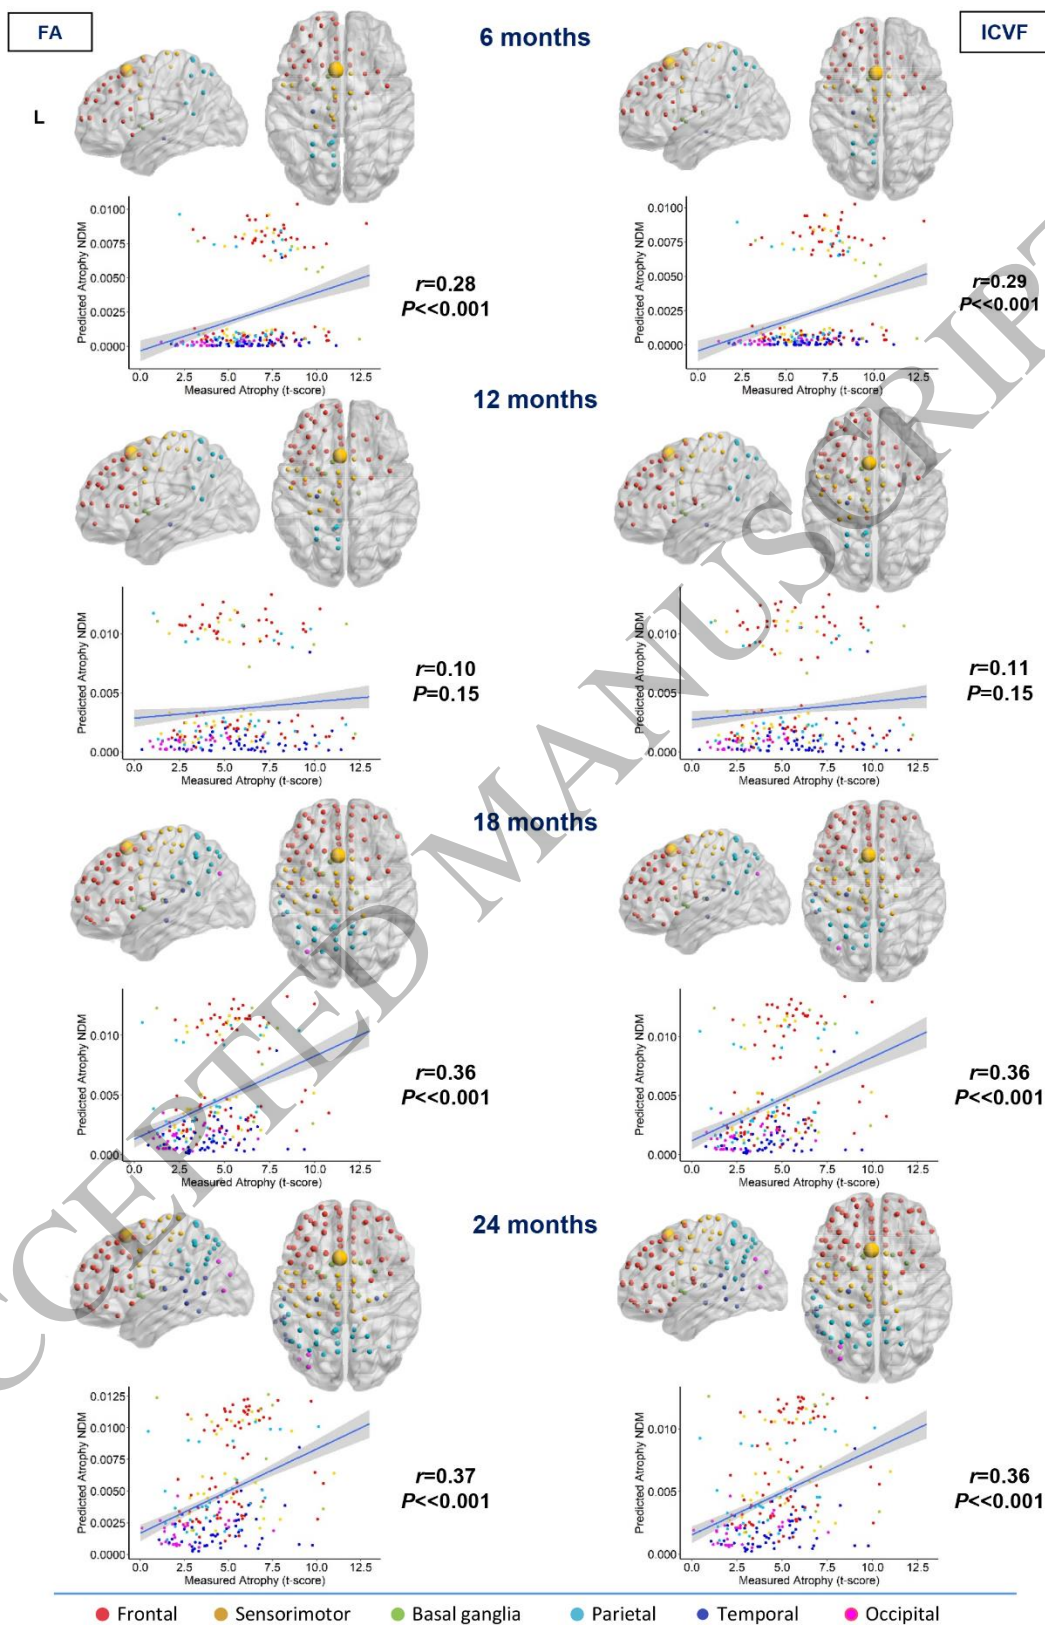 FA
6 months
ICVF
L
Predicted Atrophy NDM
0.0100
0.0075
0.0050
0.0025
0.0000
0.0 2.5 5.0 7.5 10.0 12.5
Measured Atrophy (t-score)
r=0.28
P<<0.001
Predicted Atrophy NDM
0.0100
0.0075
0.0050
0.0025
0.000
0.0 2.5 5.0 7.5 10.0 12.5
Measured Atrophy (t-score)
r=0.29
P<<0.001
12 months
Predicted Atrophy NDM
0.010
0.005
0.000
0.0 2.5 5.0 7.5 10.0 12.5
Measured Atrophy (t-score)
r=0.10
P=0.15
Predicted Atrophy NDM
0.010
0.005
0.000
0.0 2.5 5.0 7.5 10.0 12.5
Measured Atrophy (t-score)
r=0.11
P=0.15
18 months
Predicted Atrophy NDM
0.010
0.005
0.000
0.0 2.5 5.0 7.5 10.0 12.5
Measured Atrophy (t-score)
r=0.36
P<<0.001
Predicted Atrophy NDM
0.010
0.005
0.000
0.0 2.5 5.0 7.5 10.0 12.5
Measured Atrophy (t-score)
r=0.36
P<<0.001
24 months
Predicted Atrophy NDM
0.0125
0.0100
0.0075
0.0050
0.0025
0.0000
0.0 2.5 5.0 7.5 10.0 12.5
Measured Atrophy (t-score)
r=0.37
P<<0.001
Predicted Atrophy NDM
0.010
0.005
0.000
0.0 2.5 5.0 7.5 10.0 12.5
Measured Atrophy (t-score)
r=0.36
P<<0.001
Frontal Sensorimotor Basal ganglia Parietal Temporal Occipital
CCEPTED MANUSCRIPT